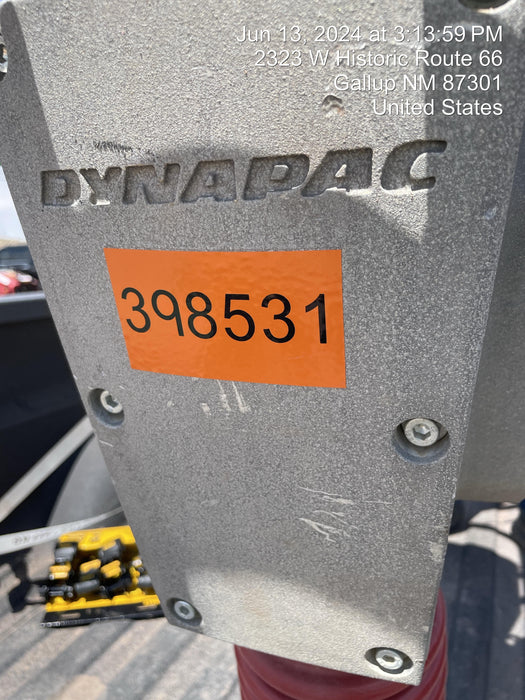 Jun 13, 2024 at 3:13:59 PM
2323 W Historic Route 66
Gallup NM 87301
United States
DYNAPAC
398531